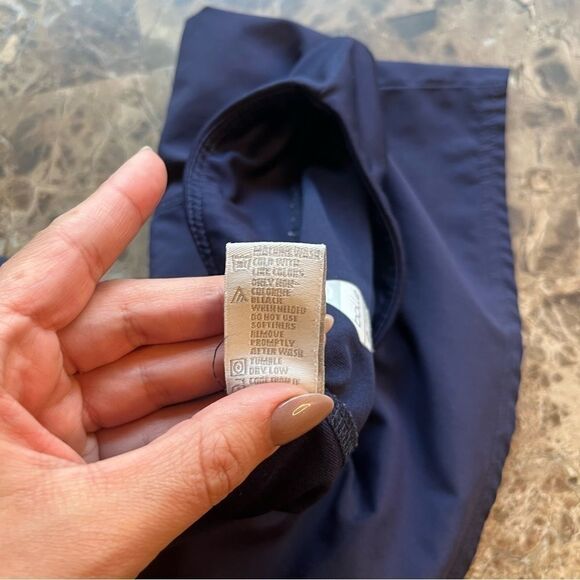 MACHINE WASH
COLD WITH
LIKE COLORS.
ONLY NON-
CHLORINE
BLEACH
WHEN NEEDED
DO NOT USE
SOFTENERS
REMOVE
PROMPTLY
AFTER WASH
TUMBLE
DRY, LOW